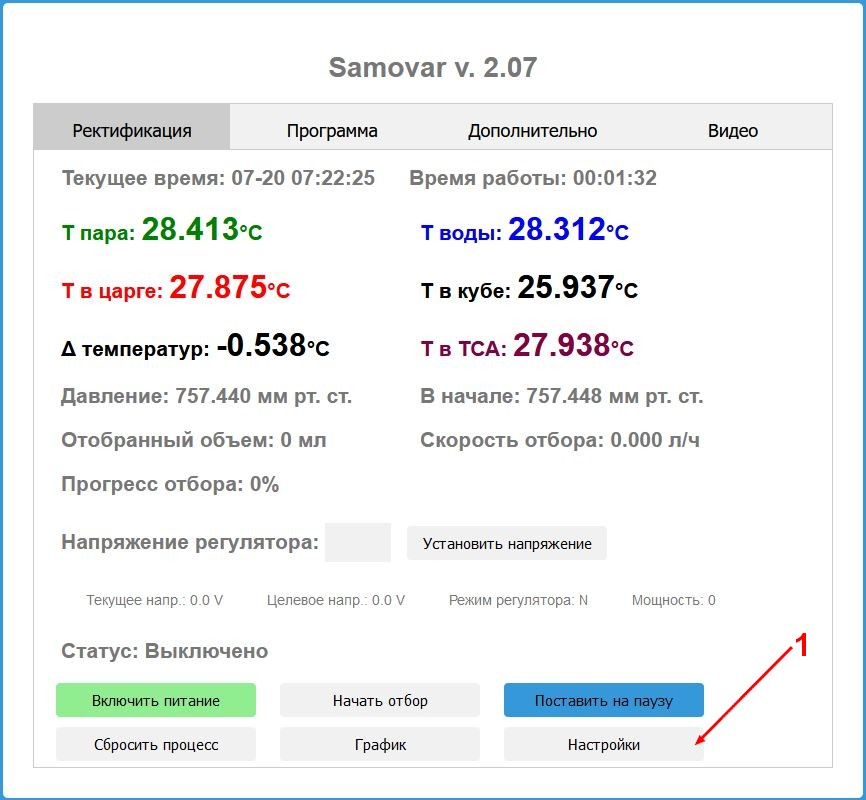 Samovar v. 2.07
Ректификация Программа Дополнительно Видео
Текущее время: 07-20 07:22:25 Время работы: 00:01:32
Т пара: 28.413°C Т воды: 28.312°C
Т в царге: 27.875°C Т в кубе: 25.937°C
Δ температур: -0.538°C Т в ТСА: 27.938°C
Давление: 757.440 мм рт. ст. В начале: 757.448 мм рт. ст.
Отобранный объем: 0 мл Скорость отбора: 0.000 л/ч
Прогресс отбора: 0%
Напряжение регулятора: Установить напряжение
Текущее напр.: 0.0 V Целевое напр.: 0.0 V Режим регулятора: N Мощность: 0
Статус: Выключено
1
Включить питание Начать отбор Поставить на паузу
Сбросить процесс График Настройки